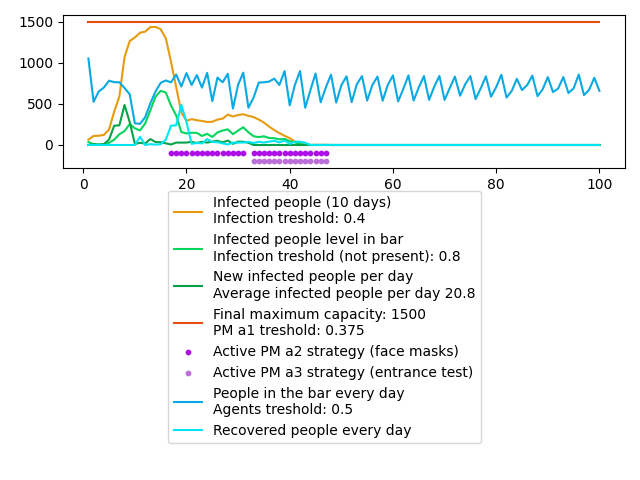 1500
1000
500
0
0 20 40 60 80 100
Infected people (10 days)
Infection treshold: 0.4
Infected people level in bar
Infection treshold (not present): 0.8
New infected people per day
Average infected people per day 20.8
Final maximum capacity: 1500
PM a1 treshold: 0.375
Active PM a2 strategy (face masks)
Active PM a3 strategy (entrance test)
People in the bar every day
Agents treshold: 0.5
Recovered people every day